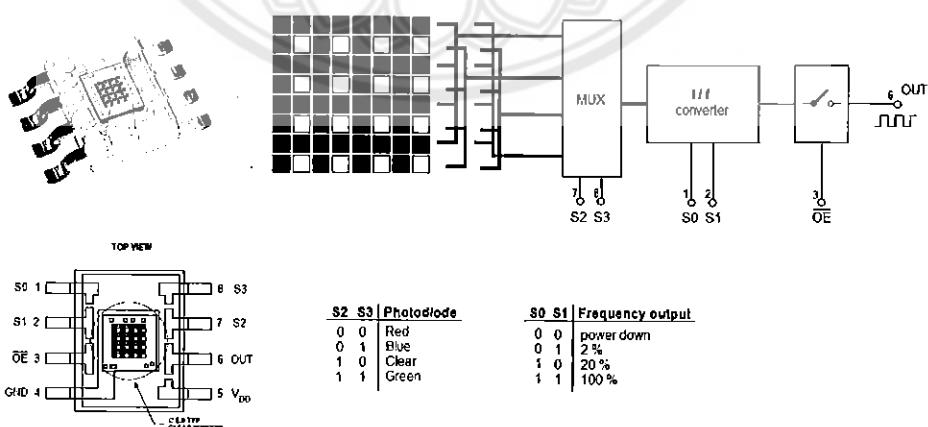 MUX
converter
6 OUT
7 8
S2 S3
1 2
S0 S1
3
OE
TOP VIEW
S0 1
8 S3
S1 2
7 S2
OE 3
6 OUT
GND 4
5 VDD
S2 S3 Photodiode
0 0 Red
0 1 Blue
1 0 Clear
1 1 Green
S0 S1 Frequency output
0 0 power down
0 1 2 %
1 0 20 %
1 1 100 %